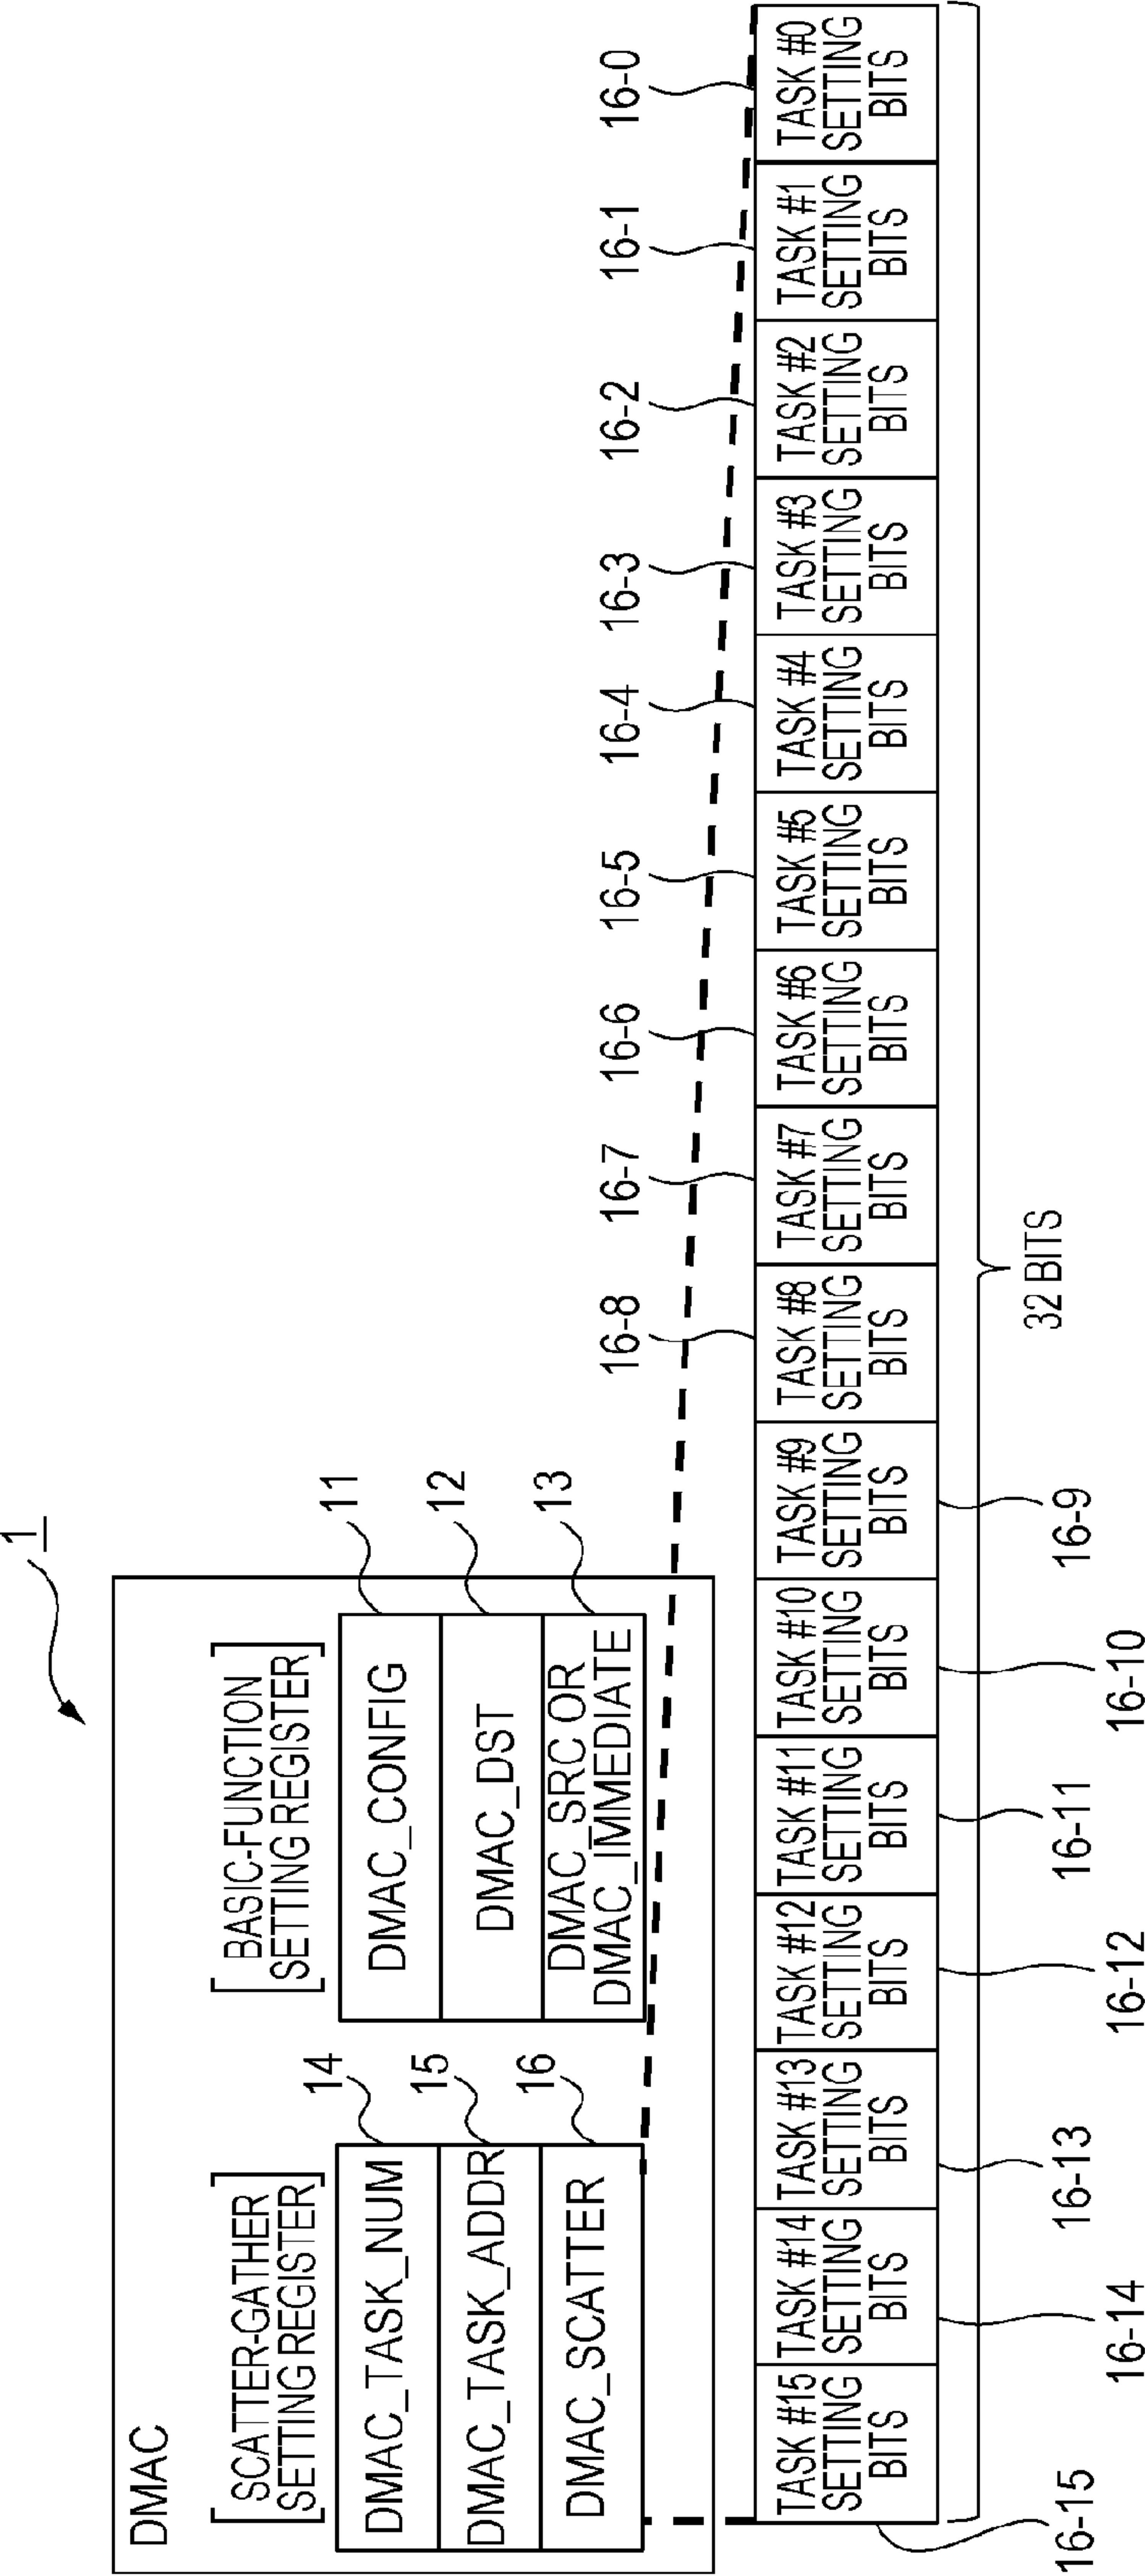 1
DMAC
[SCATTER-GATHER
SETTING REGISTER]
[BASIC-FUNCTION
SETTING REGISTER]
14
DMAC_TASK_NUM
15
DMAC_TASK_ADDR
16
DMAC_SCATTER
11
DMAC_CONFIG
12
DMAC_DST
13
DMAC_SRC OR
DMAC_IMMEDIATE
16-8
16-7
16-6
16-5
16-4
16-3
16-2
16-1
16-0
TASK #15
SETTING
BITS
TASK #14
SETTING
BITS
TASK #13
SETTING
BITS
TASK #12
SETTING
BITS
TASK #11
SETTING
BITS
TASK #10
SETTING
BITS
TASK #9
SETTING
BITS
TASK #8
SETTING
BITS
TASK #7
SETTING
BITS
TASK #6
SETTING
BITS
TASK #5
SETTING
BITS
TASK #4
SETTING
BITS
TASK #3
SETTING
BITS
TASK #2
SETTING
BITS
TASK #1
SETTING
BITS
TASK #0
SETTING
BITS
16-15
16-14
16-13
16-12
16-11
16-10
16-9
32 BITS